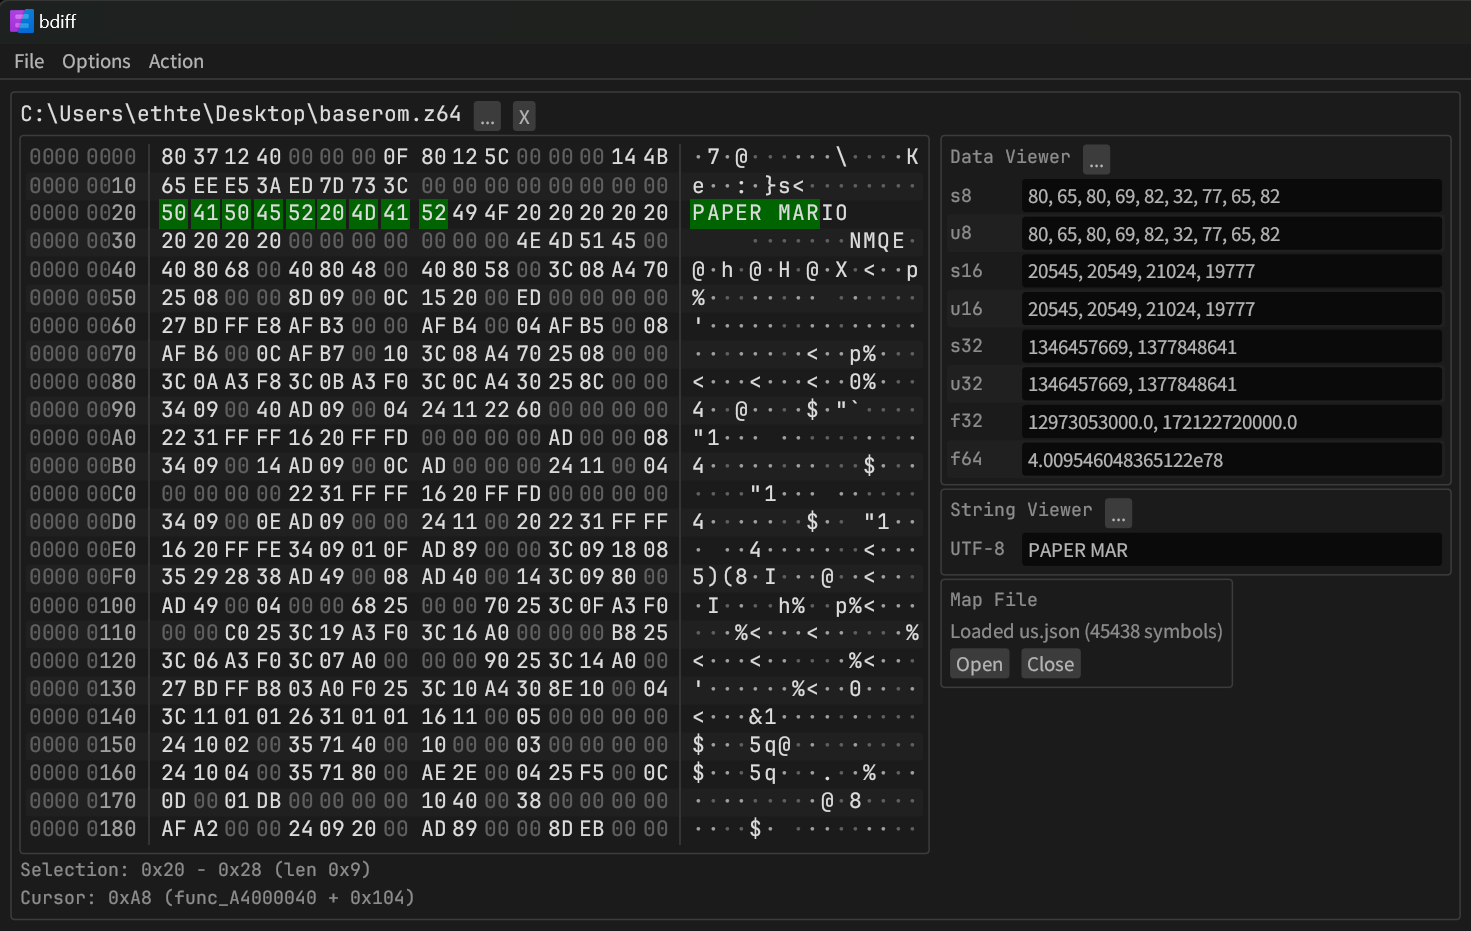 bdiff
File Options Action
C:\Users\ethte\Desktop\baserom.z64 ... X
0000 0000 80 37 12 40 00 00 00 0F 80 12 5C 00 00 00 14 4B ·7·@······\····K
0000 0010 65 EE E5 3A ED 7D 73 3C 00 00 00 00 00 00 00 00 e··:·}s<········
0000 0020 50 41 50 45 52 20 4D 41 52 49 4F 20 20 20 20 20 PAPER MARIO
0000 0030 20 20 20 20 00 00 00 00 00 00 00 4E 4D 51 45 00 ·······NMQE·
0000 0040 40 80 68 00 40 80 48 00 40 80 58 00 3C 08 A4 70 @·h·@·H·@·X·<··p
0000 0050 25 08 00 00 8D 09 00 0C 15 20 00 ED 00 00 00 00 %········ ······
0000 0060 27 BD FF E8 AF B3 00 00 AF B4 00 04 AF B5 00 08 '···············
0000 0070 AF B6 00 0C AF B7 00 10 3C 08 A4 70 25 08 00 00 ········<··p%···
0000 0080 3C 0A A3 F8 3C 0B A3 F0 3C 0C A4 30 25 8C 00 00 <···<···<··0%···
0000 0090 34 09 00 40 AD 09 00 04 24 11 22 60 00 00 00 00 4··@····$·"`····
0000 00A0 22 31 FF FF 16 20 FF FD 00 00 00 00 AD 00 00 08 "1··· ··········
0000 00B0 34 09 00 14 AD 09 00 0C AD 00 00 00 24 11 00 04 4···········$···
0000 00C0 00 00 00 00 22 31 FF FF 16 20 FF FD 00 00 00 00 ····"1··· ······
0000 00D0 34 09 00 0E AD 09 00 00 24 11 00 20 22 31 FF FF 4·······$·· "1··
0000 00E0 16 20 FF FE 34 09 01 0F AD 89 00 00 3C 09 18 08 · ··4·······<···
0000 00F0 35 29 28 38 AD 49 00 08 AD 40 00 14 3C 09 80 00 5)(8·I···@··<···
0000 0100 AD 49 00 04 00 00 68 25 00 00 70 25 3C 0F A3 F0 ·I····h%··p%<···
0000 0110 00 00 C0 25 3C 19 A3 F0 3C 16 A0 00 00 00 B8 25 ···%<···<······%
0000 0120 3C 06 A3 F0 3C 07 A0 00 00 00 90 25 3C 14 A0 00 <···<······%<···
0000 0130 27 BD FF B8 03 A0 F0 25 3C 10 A4 30 8E 10 00 04 '······%<··0····
0000 0140 3C 11 01 01 26 31 01 01 16 11 00 05 00 00 00 00 <···&1··········
0000 0150 24 10 02 00 35 71 40 00 10 00 00 03 00 00 00 00 $···5q@·········
0000 0160 24 10 04 00 35 71 80 00 AE 2E 00 04 25 F5 00 0C $···5q···.··%···
0000 0170 0D 00 01 DB 00 00 00 00 10 40 00 38 00 00 00 00 ·········@·8····
0000 0180 AF A2 00 00 24 09 20 00 AD 89 00 00 8D EB 00 00 ····$· ·········
Data Viewer ...
s8 80, 65, 80, 69, 82, 32, 77, 65, 82
u8 80, 65, 80, 69, 82, 32, 77, 65, 82
s16 20545, 20549, 21024, 19777
u16 20545, 20549, 21024, 19777
s32 1346457669, 1377848641
u32 1346457669, 1377848641
f32 12973053000.0, 172122720000.0
f64 4.009546048365122e78
String Viewer ...
UTF-8 PAPER MAR
Map File
Loaded us.json (45438 symbols)
Open Close
Selection: 0x20 - 0x28 (len 0x9)
Cursor: 0xA8 (func_A4000040 + 0x104)